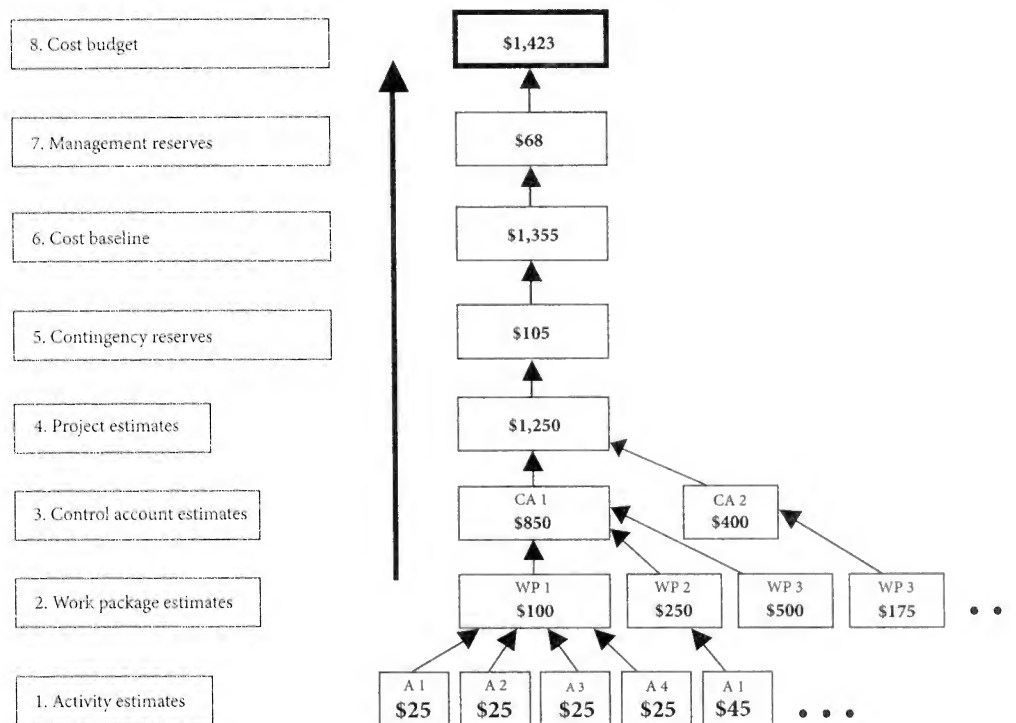 8. Cost budget
$1,423
7. Management reserves
$68
6. Cost baseline
$1,355
5. Contingency reserves
$105
4. Project estimates
$1,250
3. Control account estimates
CA 1
$850
CA 2
$400
2. Work package estimates
WP 1
$100
WP 2
$250
WP 3
$500
WP 3
$175
1. Activity estimates
A 1
$25
A 2
$25
A 3
$25
A 4
$25
A 1
$45